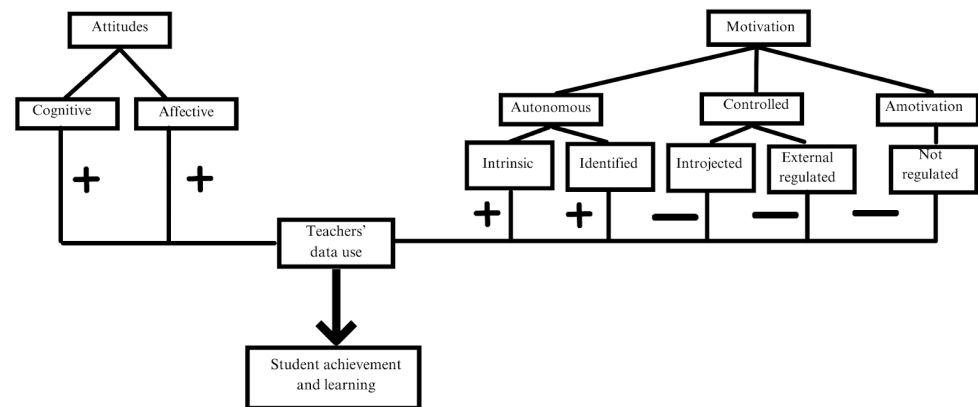 Attitudes
Motivation
Cognitive
Affective
Autonomous
Controlled
Amotivation
Intrinsic
Identified
Introjected
External
regulated
Not
regulated
+
+
+
+
—
—
—
Teachers’
data use
Student achievement
and learning